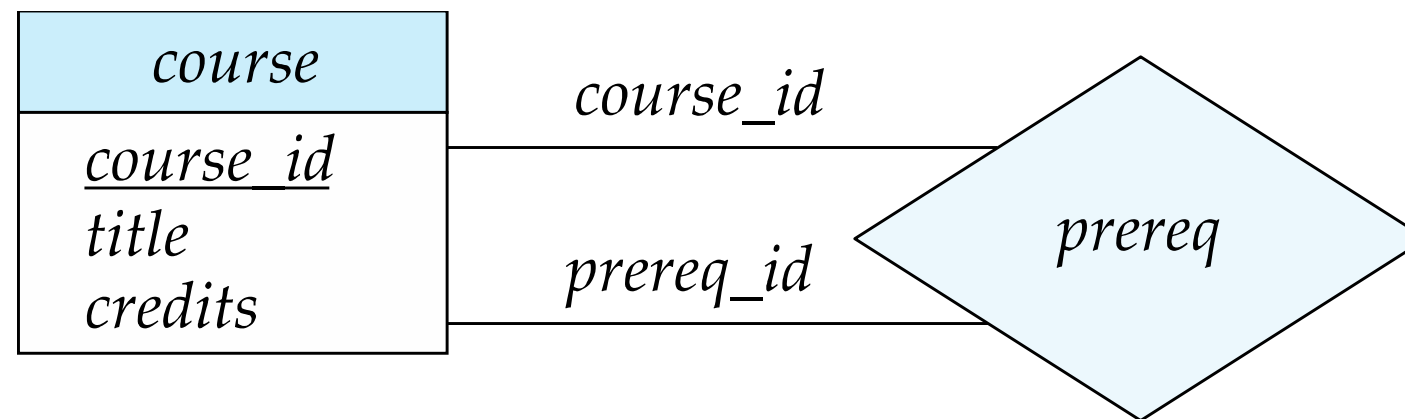 course
course_id
title
credits
course_id
prereq_id
prereq